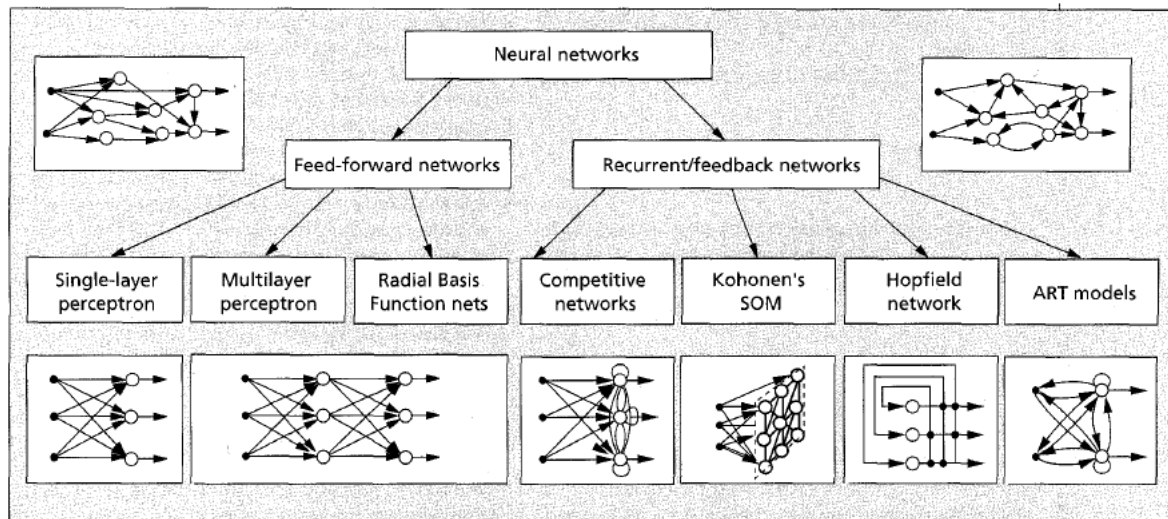 Neural networks
Feed-forward networks
Recurrent/feedback networks
Single-layer
perceptron
Multilayer
perceptron
Radial Basis
Function nets
Competitive
networks
Kohonen's
SOM
Hopfield
network
ART models